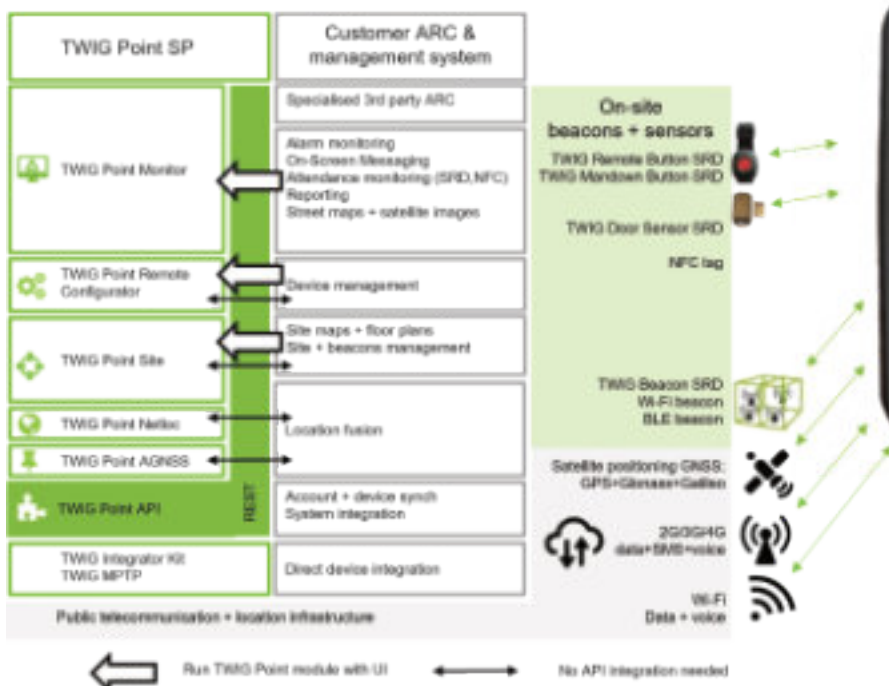 TWIG Point SP
Customer ARC &
management system
Specialised 3rd party ARC
TWIG Point Monitor
Alarm monitoring
On-Screen Messaging
Attendance monitoring (SRD,NFC)
Reporting
Street maps + satellite images
TWIG Point Remote
Configurator
Device management
TWIG Point Site
Site maps + floor plans
Site + beacons management
TWIG Point Netloc
TWIG Point AGNSS
Location fusion
TWIG Point API
REST
Account + device synch
System integration
TWIG Integrator Kit
TWIG MPTP
Direct device integration
On-site
beacons + sensors
TWIG Remote Button SRD
TWIG Mandown Button SRD
TWIG Door Sensor SRD
NFC tag
TWIG Beacon SRD
Wi-Fi beacon
BLE beacon
Satellite positioning GNSS:
GPS+Glonass+Galileo
2G/3G/4G
data+SMS+voice
Wi-Fi
Data + voice
Public telecommunisation + location infrastructure
Run TWIG Point module with UI
No API integration needed